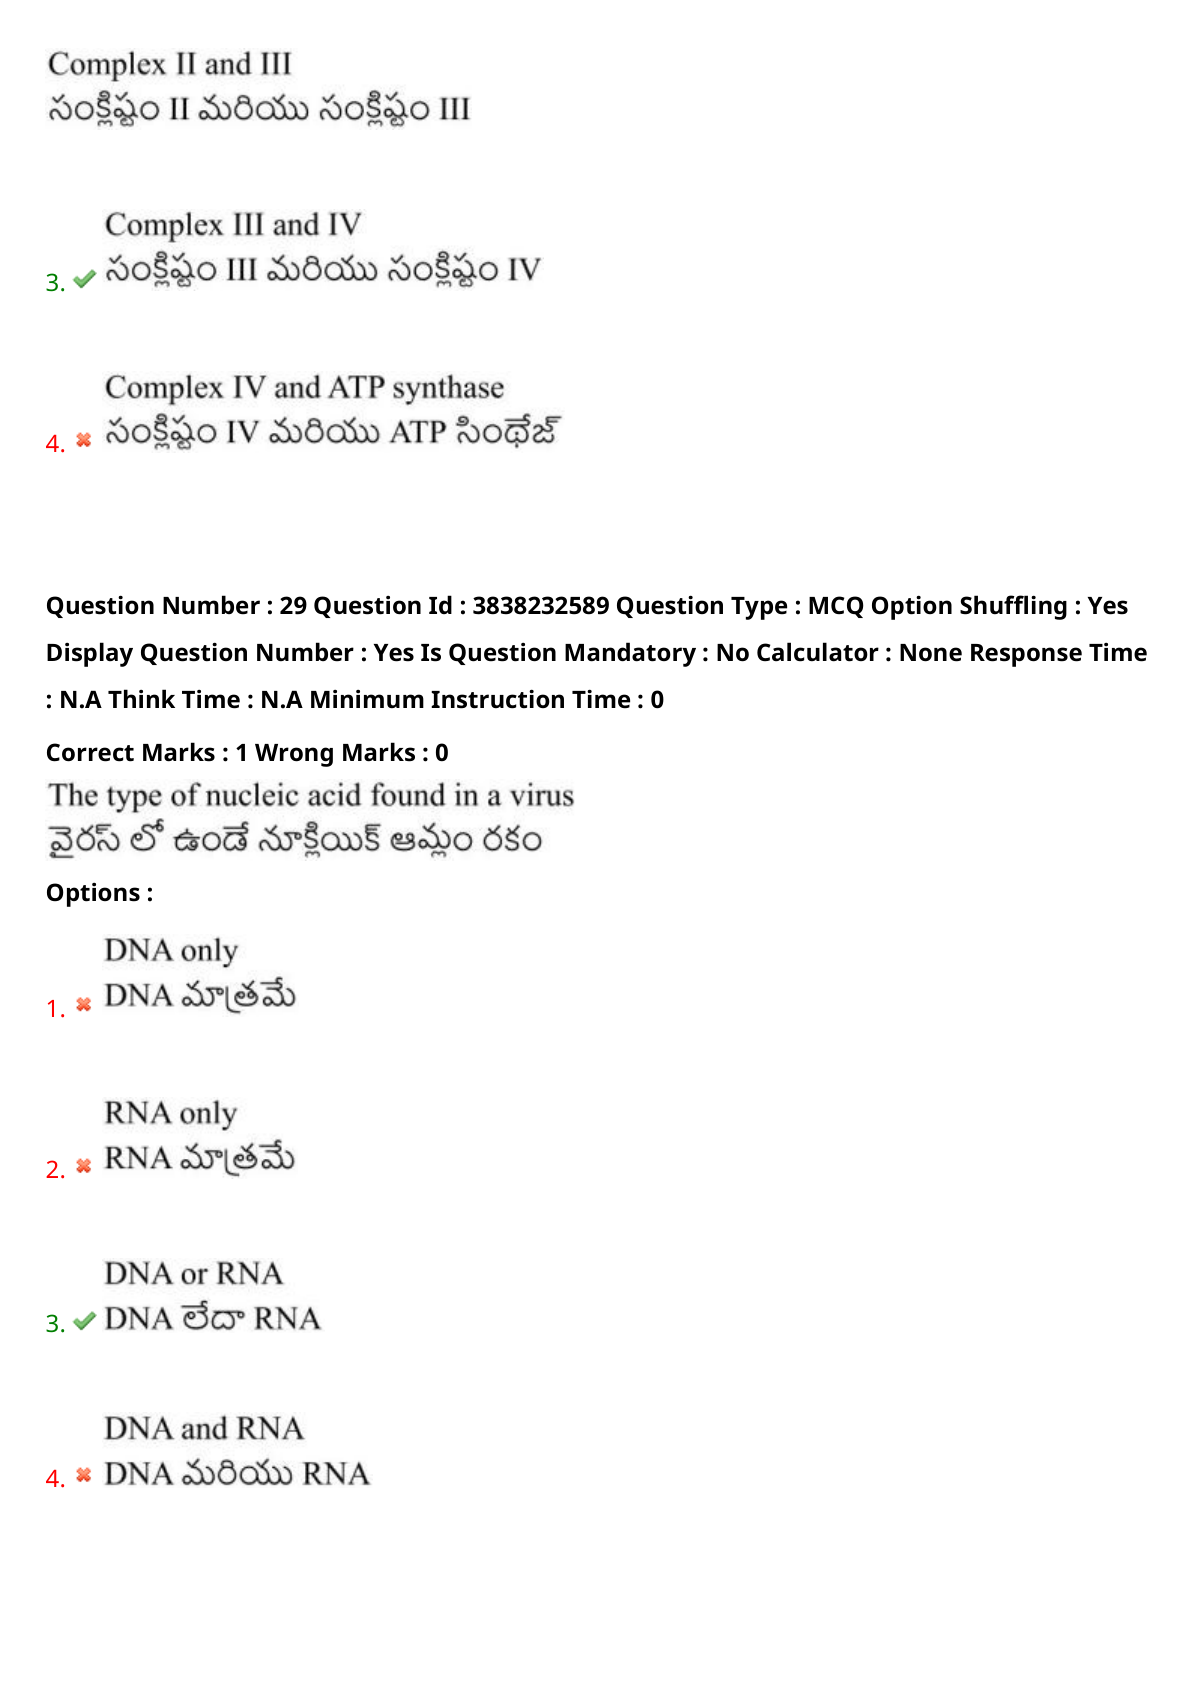 Complex II and III
సంక్లిష్టం II మరియు సంక్లిష్టం III
Complex III and IV
3. సంక్లిష్టం III మరియు సంక్లిష్టం IV
Complex IV and ATP synthase
4. సంక్లిష్టం IV మరియు ATP సింథేజ్
Question Number : 29 Question Id : 3838232589 Question Type : MCQ Option Shuffling : Yes
Display Question Number : Yes Is Question Mandatory : No Calculator : None Response Time
: N.A Think Time : N.A Minimum Instruction Time : 0
Correct Marks : 1 Wrong Marks : 0
The type of nucleic acid found in a virus
వైరస్ లో ఉండే నూక్లియిక్ ఆమ్లం రకం
Options :
DNA only
1. DNA మాత్రమే
RNA only
2. RNA మాత్రమే
DNA or RNA
3. DNA లేదా RNA
DNA and RNA
4. DNA మరియు RNA